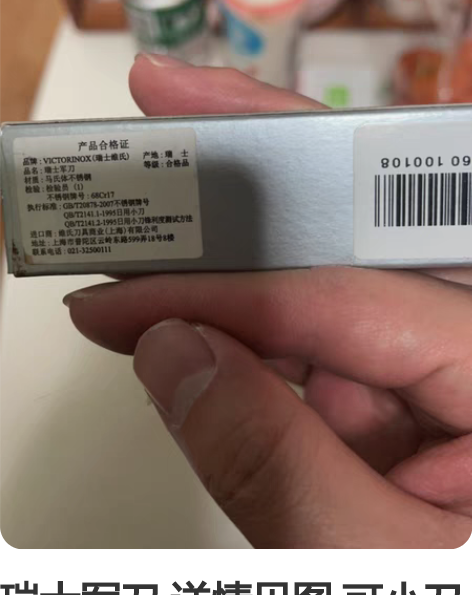 产品合格证
品牌：VICTORINOX(瑞士维氏) 产地：瑞 士
品名：瑞士军刀 等级：合格品
材质：马氏体不锈钢
检验：检验员（1）
不锈钢牌号：68Cr17
执行标准：GB/T20878-2007不锈钢牌号
QB/T2141.1-1995日用小刀
QB/T2141.2-1995日用小刀锋利度测试方法
进口商：维氏刀具商业(上海)有限公司
地址：上海市普陀区云岭东路599弄18号8楼
联系电话：021-32500111
60 100108
瑞士军刀 详情见图 可小刀